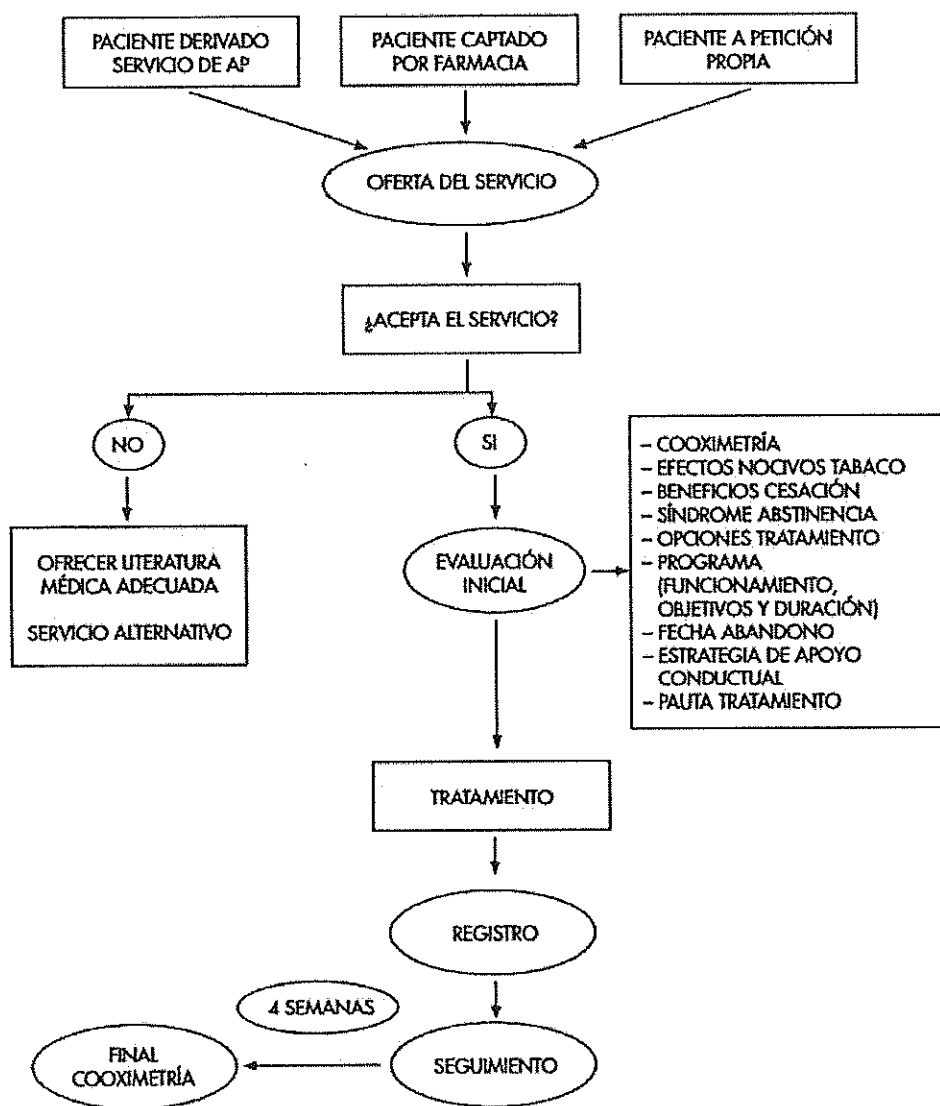 PACIENTE DERIVADO
SERVICIO DE AP
PACIENTE CAPTADO
POR FARMACIA
PACIENTE A PETICIÓN
PROPIA
OFERTA DEL SERVICIO
¿ACEPTA EL SERVICIO?
NO
SI
OFRECER LITERATURA
MÉDICA ADECUADA
SERVICIO ALTERNATIVO
EVALUACIÓN
INICIAL
– COOXIMETRÍA
– EFECTOS NOCIVOS TABACO
– BENEFICIOS CESACIÓN
– SÍNDROME ABSTINENCIA
– OPCIONES TRATAMIENTO
– PROGRAMA
(FUNCIONAMIENTO,
OBJETIVOS Y DURACIÓN)
– FECHA ABANDONO
– ESTRATEGIA DE APOYO
CONDUCTUAL
– PAUTA TRATAMIENTO
TRATAMIENTO
REGISTRO
4 SEMANAS
SEGUIMIENTO
FINAL
COOXIMETRÍA